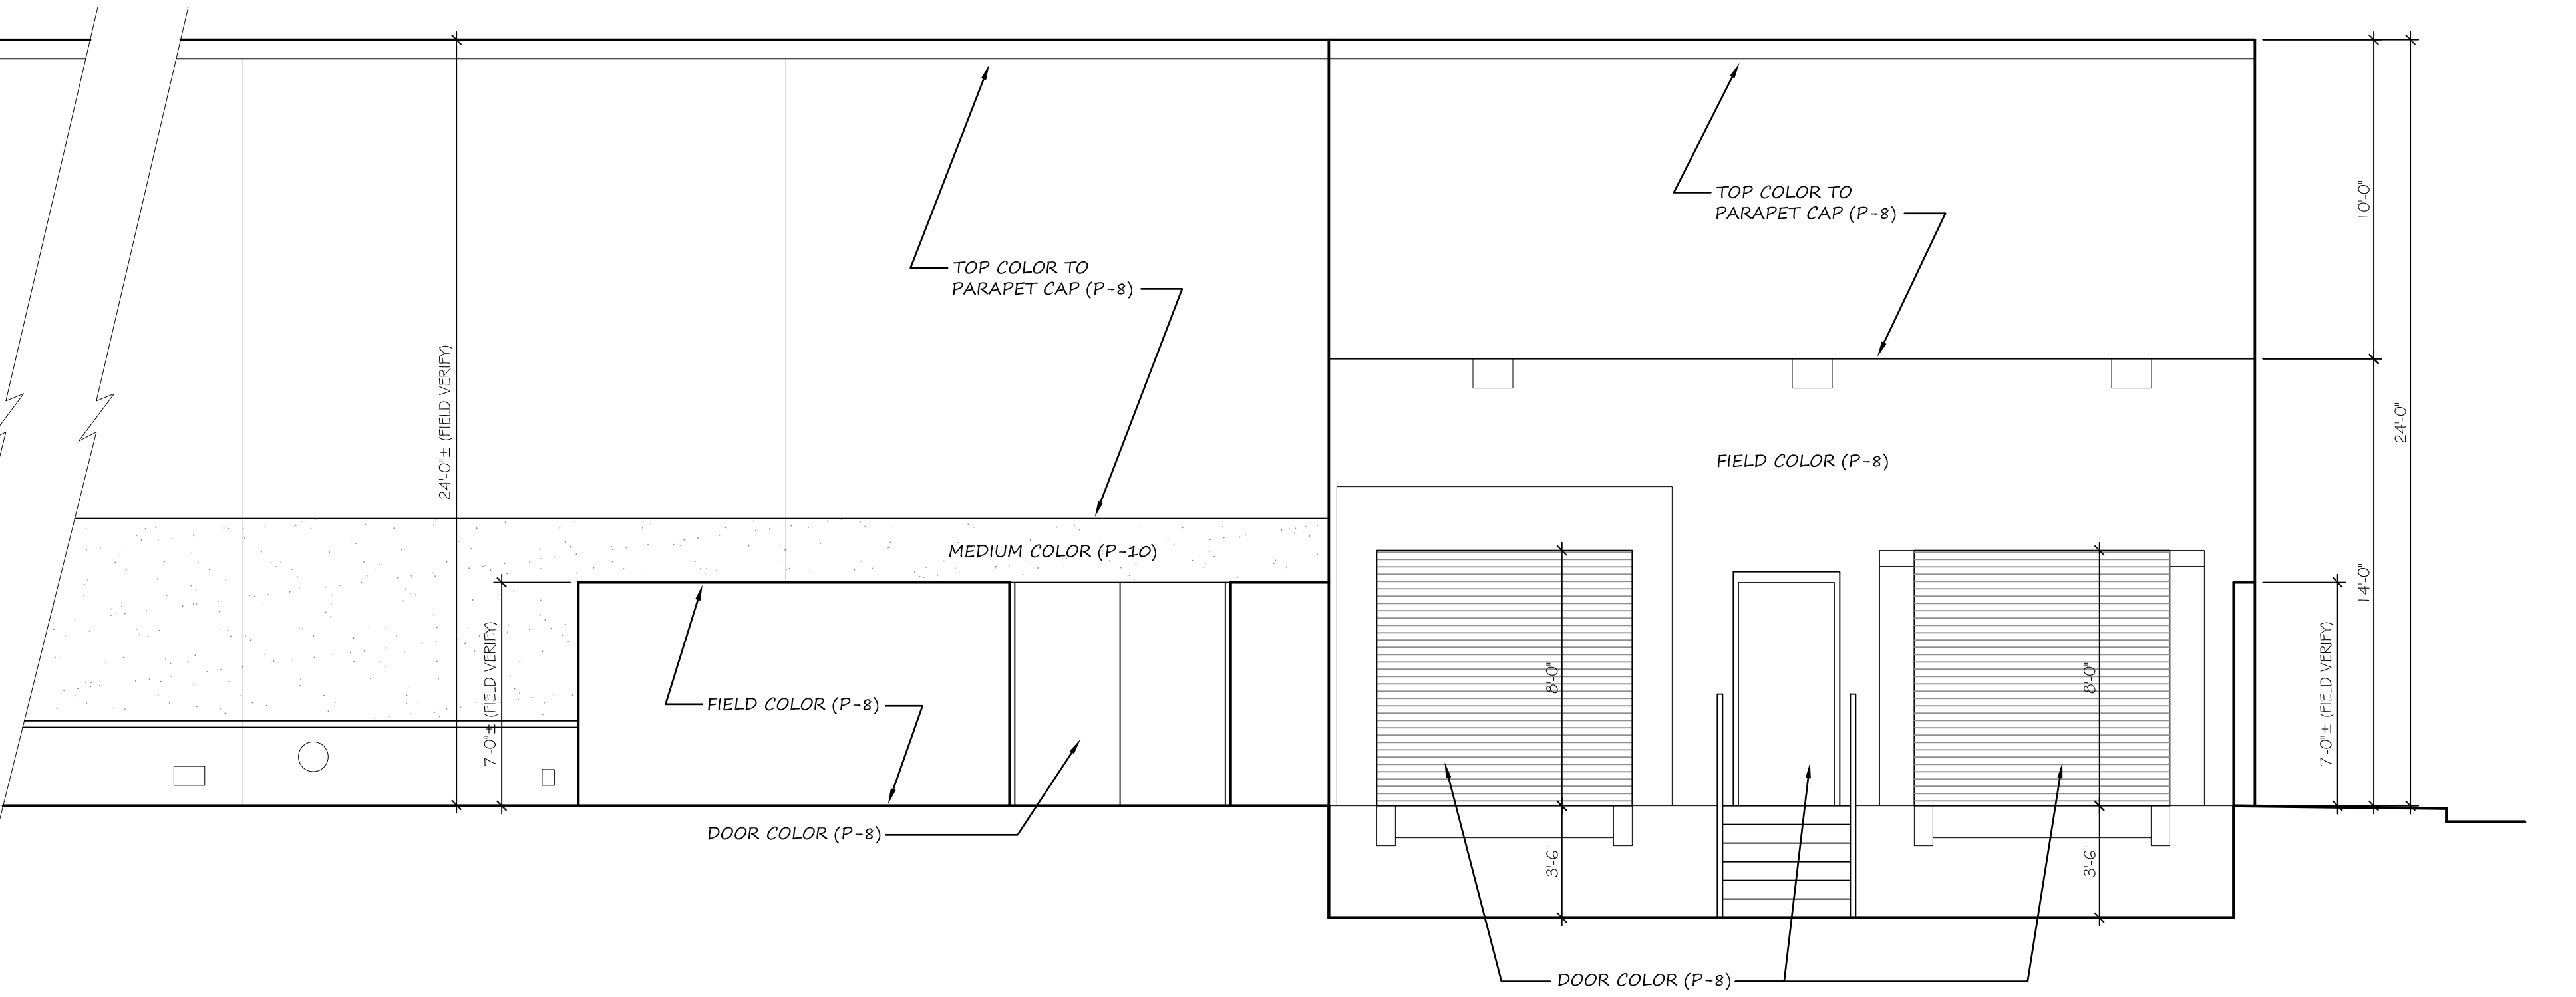 TOP COLOR TO
PARAPET CAP (P-8)
TOP COLOR TO
PARAPET CAP (P-8)
10'-0"
24'-0"± (FIELD VERIFY)
24'-0"
FIELD COLOR (P-8)
MEDIUM COLOR (P-10)
14'-0"
7'-0"± (FIELD VERIFY)
8'-0"
8'-0"
7'-0"± (FIELD VERIFY)
FIELD COLOR (P-8)
DOOR COLOR (P-8)
3'-6"
3'-6"
DOOR COLOR (P-8)